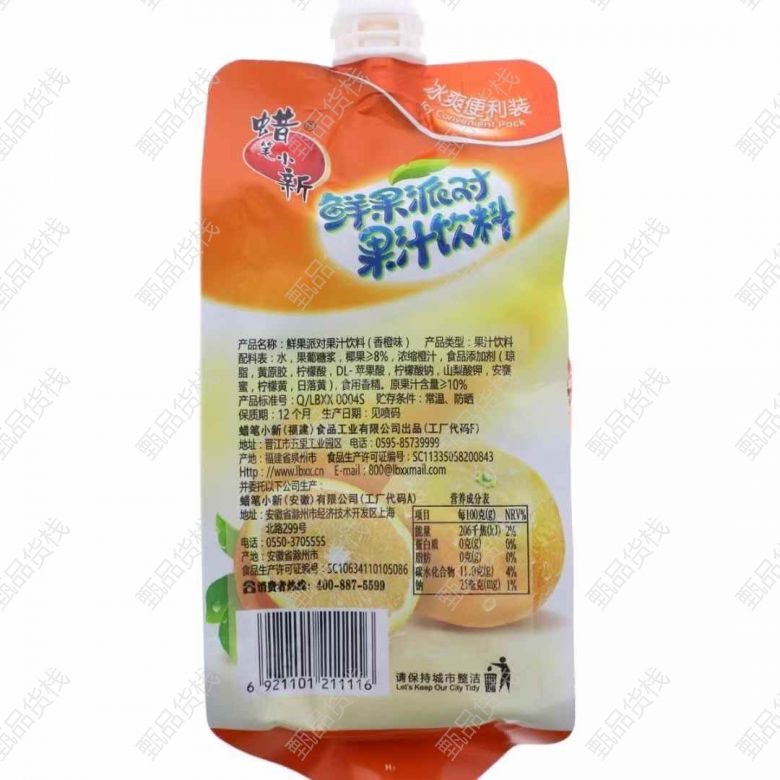 冰爽便利装
Convenient Pack
蜡笔小新
鲜果派对
果汁饮料
产品名称：鲜果派对果汁饮料（香橙味） 产品类型：果汁饮料
配料表：水，果葡糖浆，椰果≥8%，浓缩橙汁，食品添加剂（琼
脂，黄原胶，柠檬酸，DL-苹果酸，柠檬酸钠，山梨酸钾，安赛
蜜，柠檬黄，日落黄），食用香精。原果汁含量≥10%
产品标准号：Q/LBXX 0004S 贮存条件：常温、防晒
保质期：12个月 生产日期：见喷码
蜡笔小新（福建）食品工业有限公司出品（工厂代码F）
地址：晋江市五里工业园区 电话：0595-85739999
产地：福建省泉州市 食品生产许可证编号：SC11335058200843
Http://www.lbxx.cn E-mail：800@lbxxmail.com
并委托以下公司生产：
蜡笔小新（安徽）有限公司（工厂代码A）
地址：安徽省滁州市经济技术开发区上海
北路299号
电话：0550-3705555
产地：安徽省滁州市
食品生产许可证编号：SC10634110105086
☎消费者热线：400-887-5599
营养成分表
项目 每100克(g) NRV%
能量 206千焦(kJ) 2%
蛋白质 0克(g) 0%
脂肪 0克(g) 0%
碳水化合物 11.9克(g) 4%
钠 25毫克(mg) 1%
6 921101 211116
请保持城市整洁
Let's Keep Our City Tidy
甄品货栈